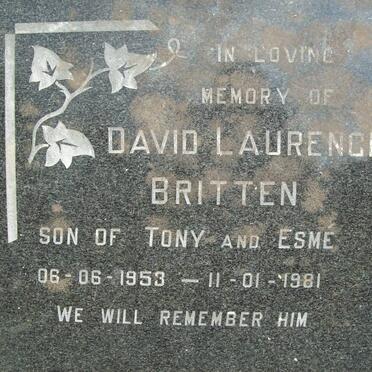 IN LOVING
MEMORY OF
DAVID LAURENCE
BRITTEN
SON OF TONY AND ESME
06-06-1953 — 11-01-1981
WE WILL REMEMBER HIM